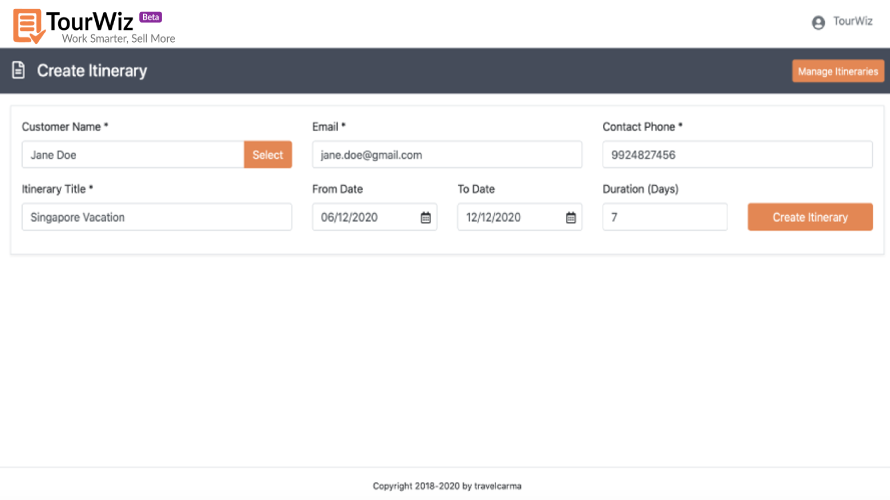 TourWiz Beta
Work Smarter, Sell More
TourWiz
Create Itinerary
Manage Itineraries
Customer Name * Email * Contact Phone *
Jane Doe Select jane.doe@gmail.com 9924827456
Itinerary Title * From Date To Date Duration (Days)
Singapore Vacation 06/12/2020 12/12/2020 7 Create Itinerary
Copyright 2018-2020 by travelcarma